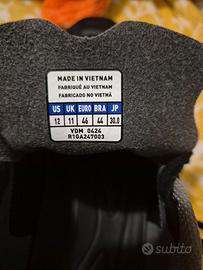 MADE IN VIETNAM
FABRIQUÉ AU VIETNAM
FABRICADO NO VIETNÃ
US UK EURO BRA JP
12 11 46 44 30.0
VDM 0424
R1GA247003
subito